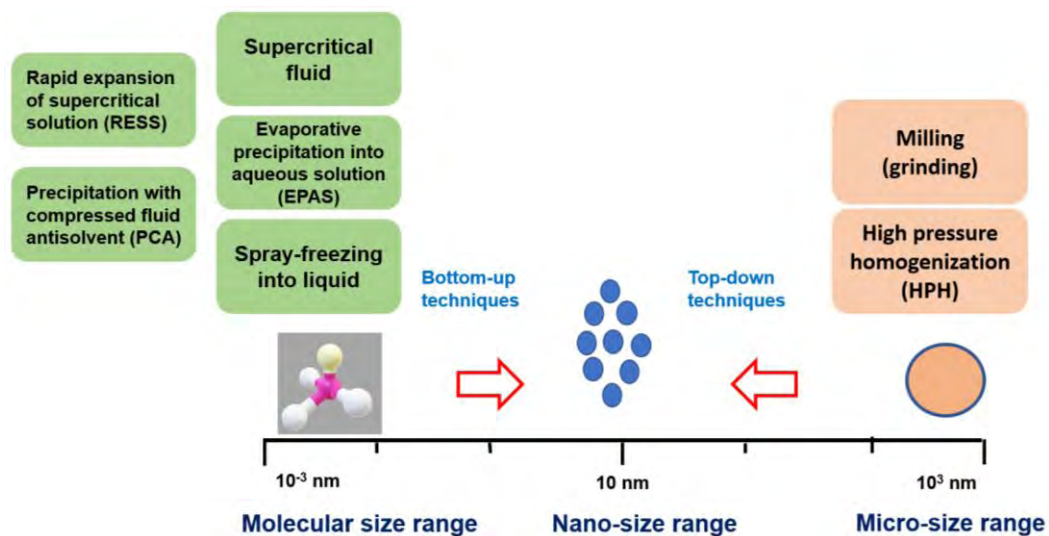 Rapid expansion
of supercritical
solution (RESS)
Precipitation with
compressed fluid
antisolvent (PCA)
Supercritical
fluid
Evaporative
precipitation into
aqueous solution
(EPAS)
Spray-freezing
into liquid
Bottom-up
techniques
Top-down
techniques
Milling
(grinding)
High pressure
homogenization
(HPH)
10⁻³ nm
10 nm
10³ nm
Molecular size range
Nano-size range
Micro-size range